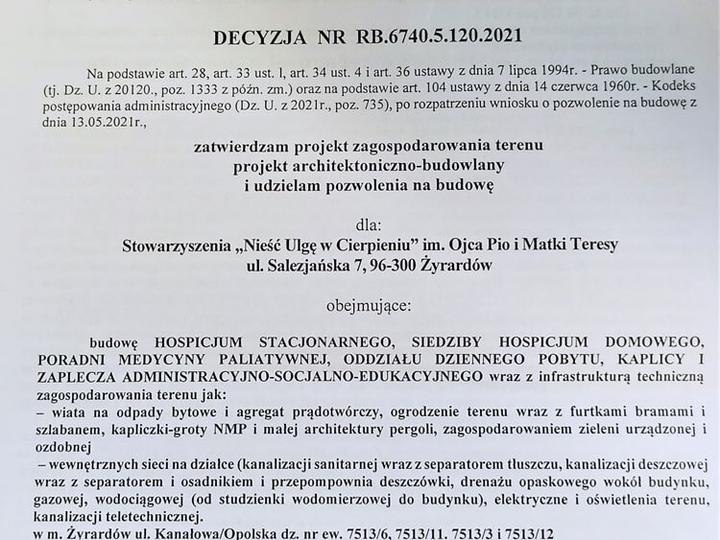 DECYZJA NR RB.6740.5.120.2021
Na podstawie art. 28, art. 33 ust. l, art. 34 ust. 4 i art. 36 ustawy z dnia 7 lipca 1994r. - Prawo budowlane
(tj. Dz. U. z 20120., poz. 1333 z późn. zm.) oraz na podstawie art. 104 ustawy z dnia 14 czerwca 1960r. - Kodeks
postępowania administracyjnego (Dz. U. z 2021r., poz. 735), po rozpatrzeniu wniosku o pozwolenie na budowę z
dnia 13.05.2021r.,
zatwierdzam projekt zagospodarowania terenu
projekt architektoniczno-budowlany
i udzielam pozwolenia na budowę
dla:
Stowarzyszenia „Nieść Ulgę w Cierpieniu” im. Ojca Pio i Matki Teresy
ul. Salezjańska 7, 96-300 Żyrardów
obejmujące:
budowę HOSPICJUM STACJONARNEGO, SIEDZIBY HOSPICJUM DOMOWEGO,
PORADNI MEDYCYNY PALIATYWNEJ, ODDZIAŁU DZIENNEGO POBYTU, KAPLICY I
ZAPLECZA ADMINISTRACYJNO-SOCJALNO-EDUKACYJNEGO wraz z infrastrukturą techniczną
zagospodarowania terenu jak:
– wiata na odpady bytowe i agregat prądotwórczy, ogrodzenie terenu wraz z furtkami bramami i
szlabanem, kapliczki-groty NMP i malej architektury pergoli, zagospodarowaniem zieleni urządzonej i
ozdobnej
– wewnętrznych sieci na działce (kanalizacji sanitarnej wraz z separatorem tłuszczu, kanalizacji deszczowej
wraz z separatorem i osadnikiem i przepompownia deszczówki, drenażu opaskowego wokół budynku,
gazowej, wodociągowej (od studzienki wodomierzowej do budynku), elektryczne i oświetlenia terenu,
kanalizacji teletechnicznej.
w m. Żyrardów ul. Kanałowa/Opolska dz. nr ew. 7513/6, 7513/11. 7513/3 i 7513/12